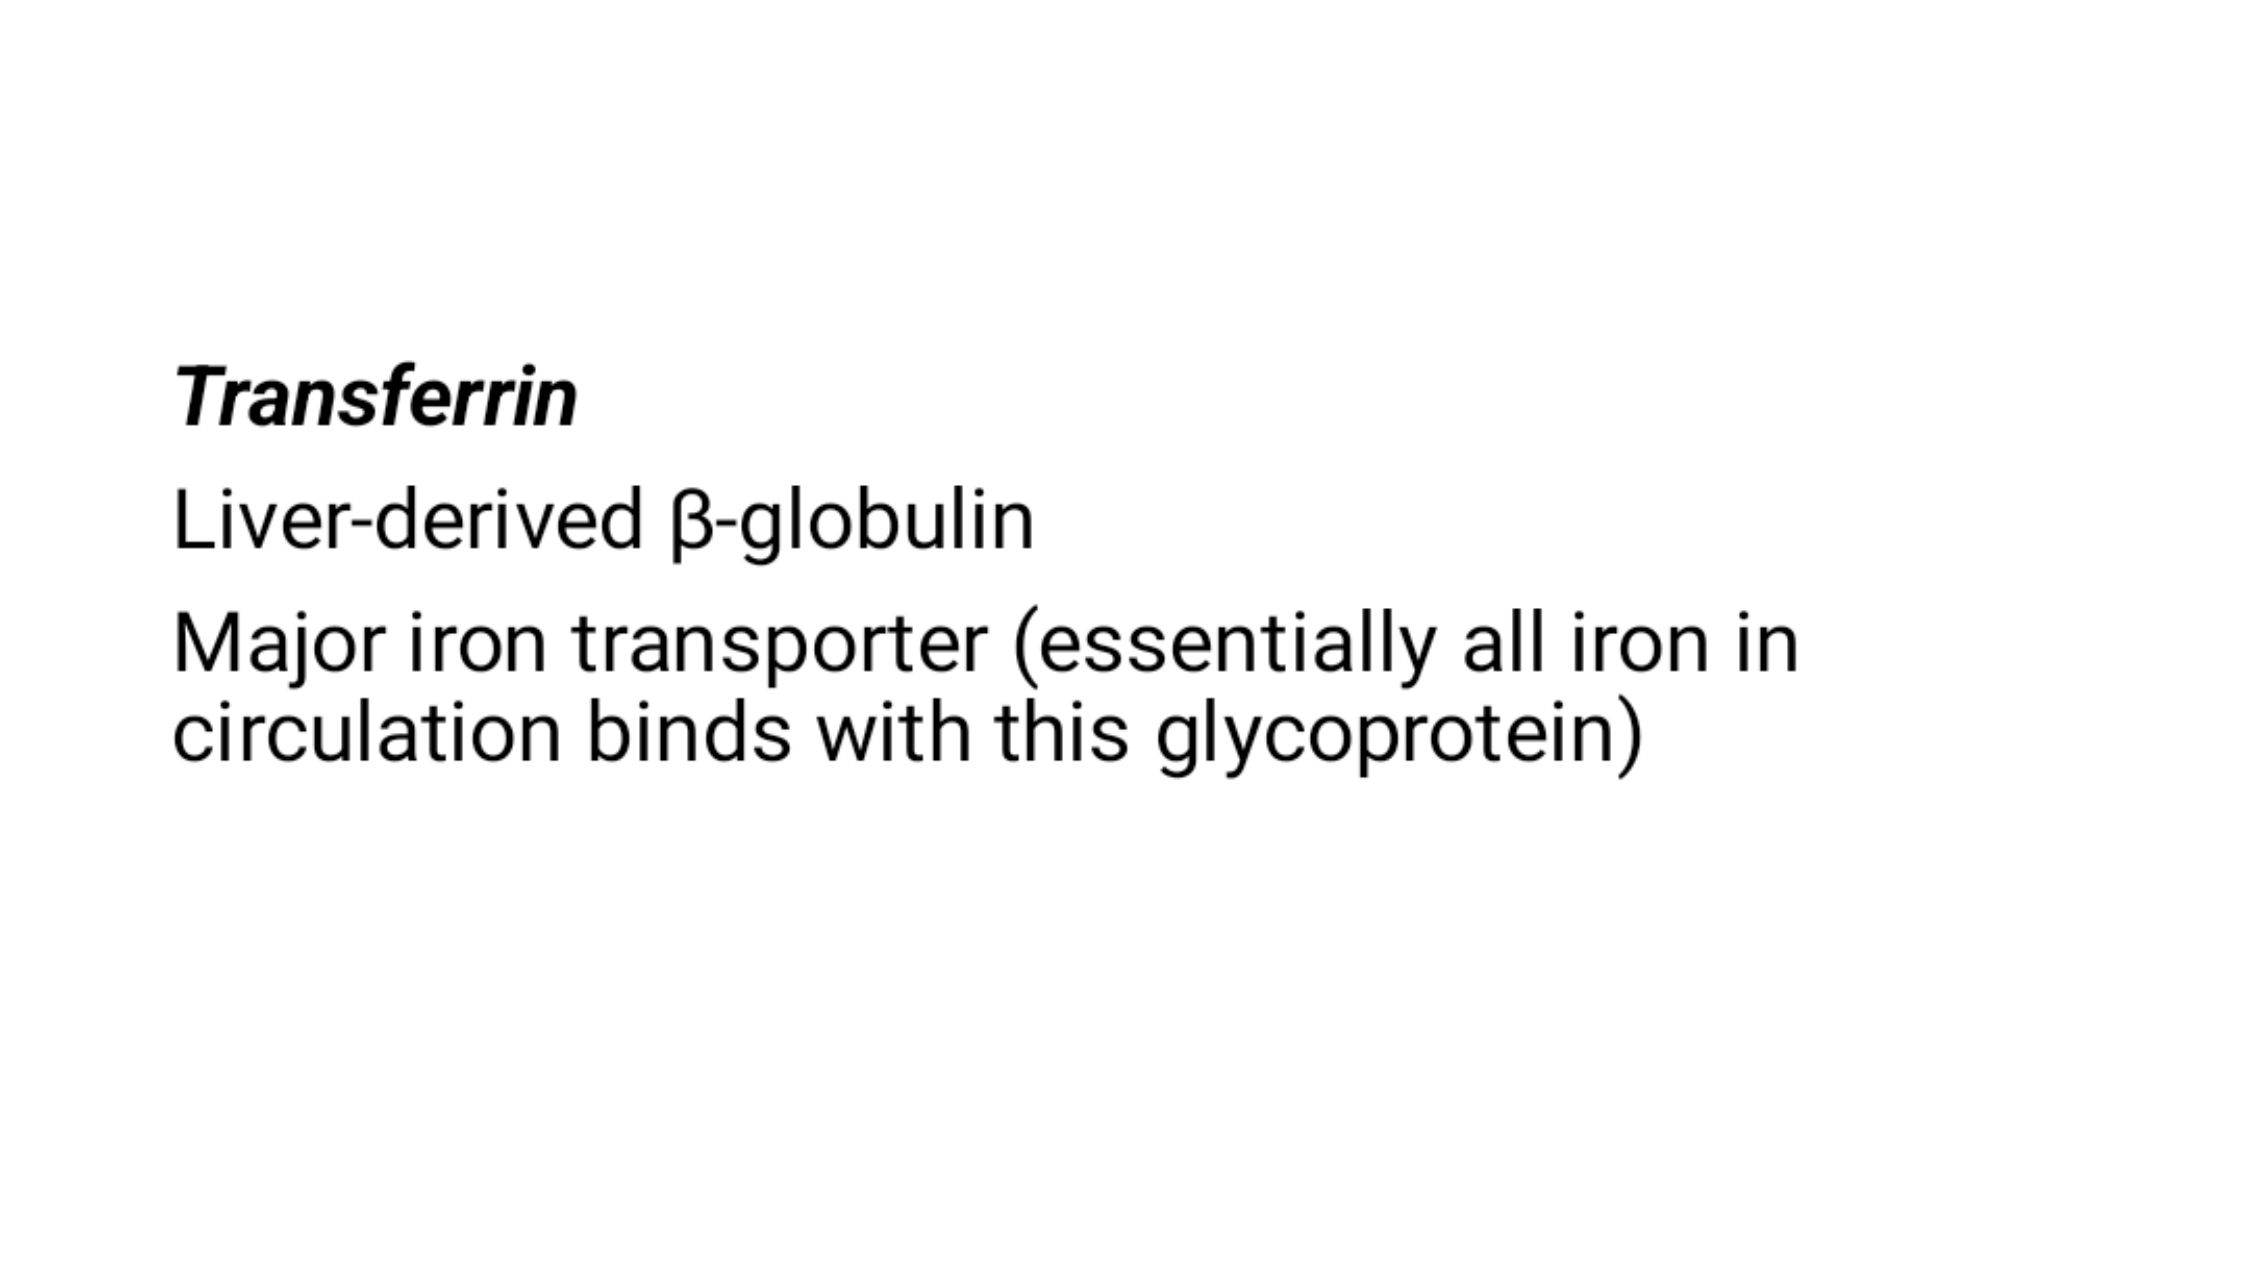 Transferrin
Liver-derived β-globulin
Major iron transporter (essentially all iron in
circulation binds with this glycoprotein)